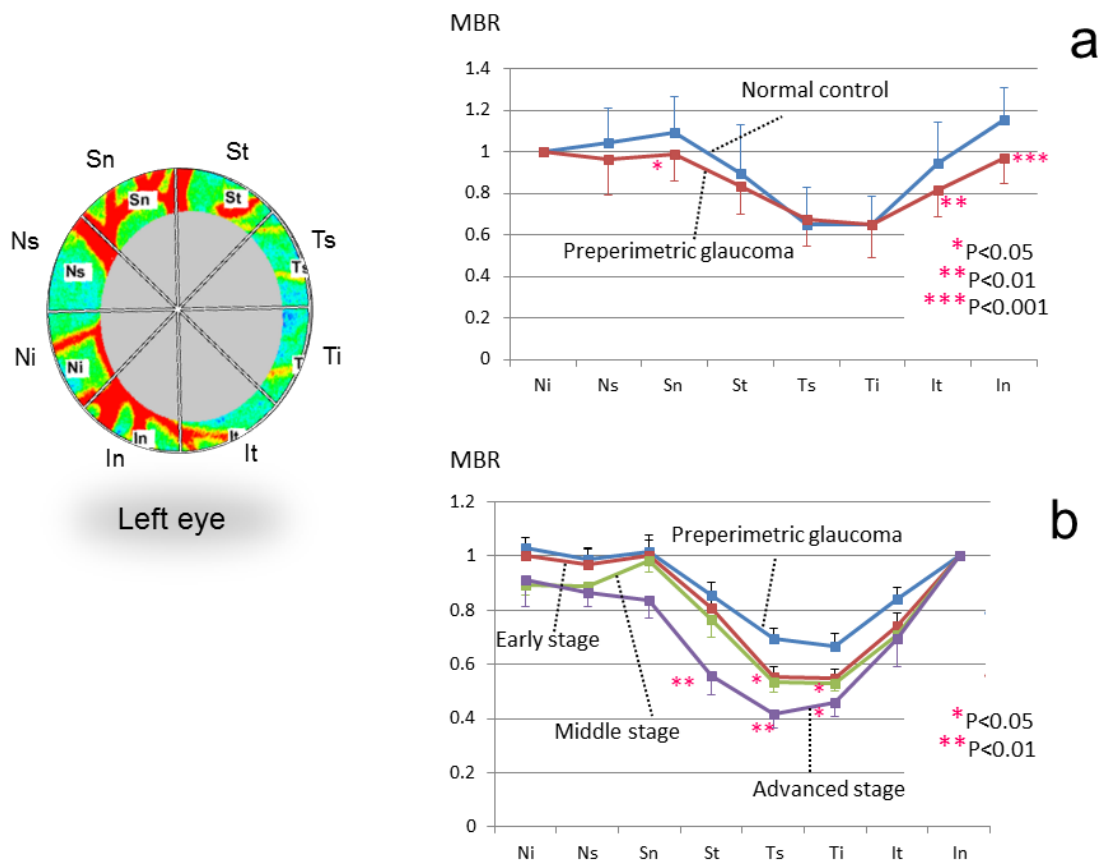 Sn
St
Ns
Ts
Ni
Ti
In
It
Sn
St
Ns
Ts
Ni
T
In
It
Left eye
MBR
a
1.4
1.2
1
0.8
0.6
0.4
0.2
0
Normal control
Preperimetric glaucoma
*
***
**
*P<0.05
**P<0.01
***P<0.001
Ni Ns Sn St Ts Ti It In
MBR
b
1.2
1
0.8
0.6
0.4
0.2
0
Preperimetric glaucoma
Early stage
Middle stage
Advanced stage
**
*
*
**
*
*P<0.05
**P<0.01
Ni Ns Sn St Ts Ti It In